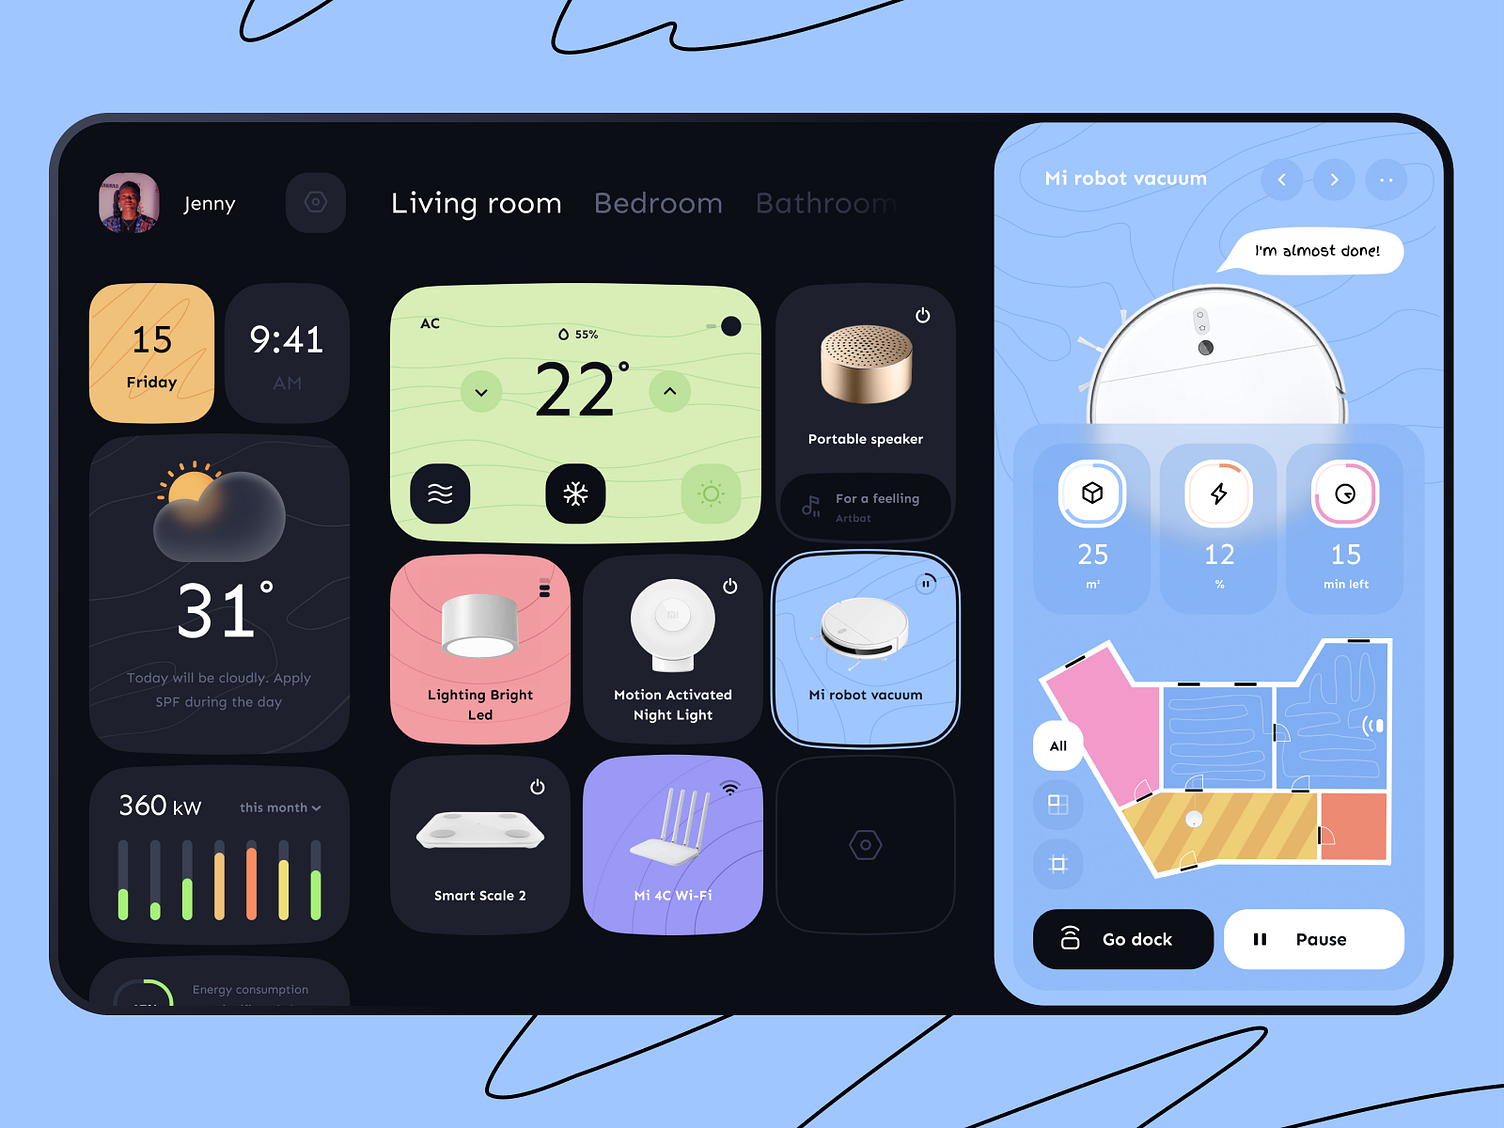 Jenny
Living room
Bedroom
Bathroom
15
Friday
9:41
AM
31°
Today will be cloudly. Apply
SPF during the day
360 kW
this month
Energy consumption
AC
55%
22°
Portable speaker
For a feelling
Artbat
Lighting Bright
Led
Motion Activated
Night Light
Mi robot vacuum
Smart Scale 2
Mi 4C Wi-Fi
Mi robot vacuum
I'm almost done!
25
m²
12
%
15
min left
All
Go dock
Pause